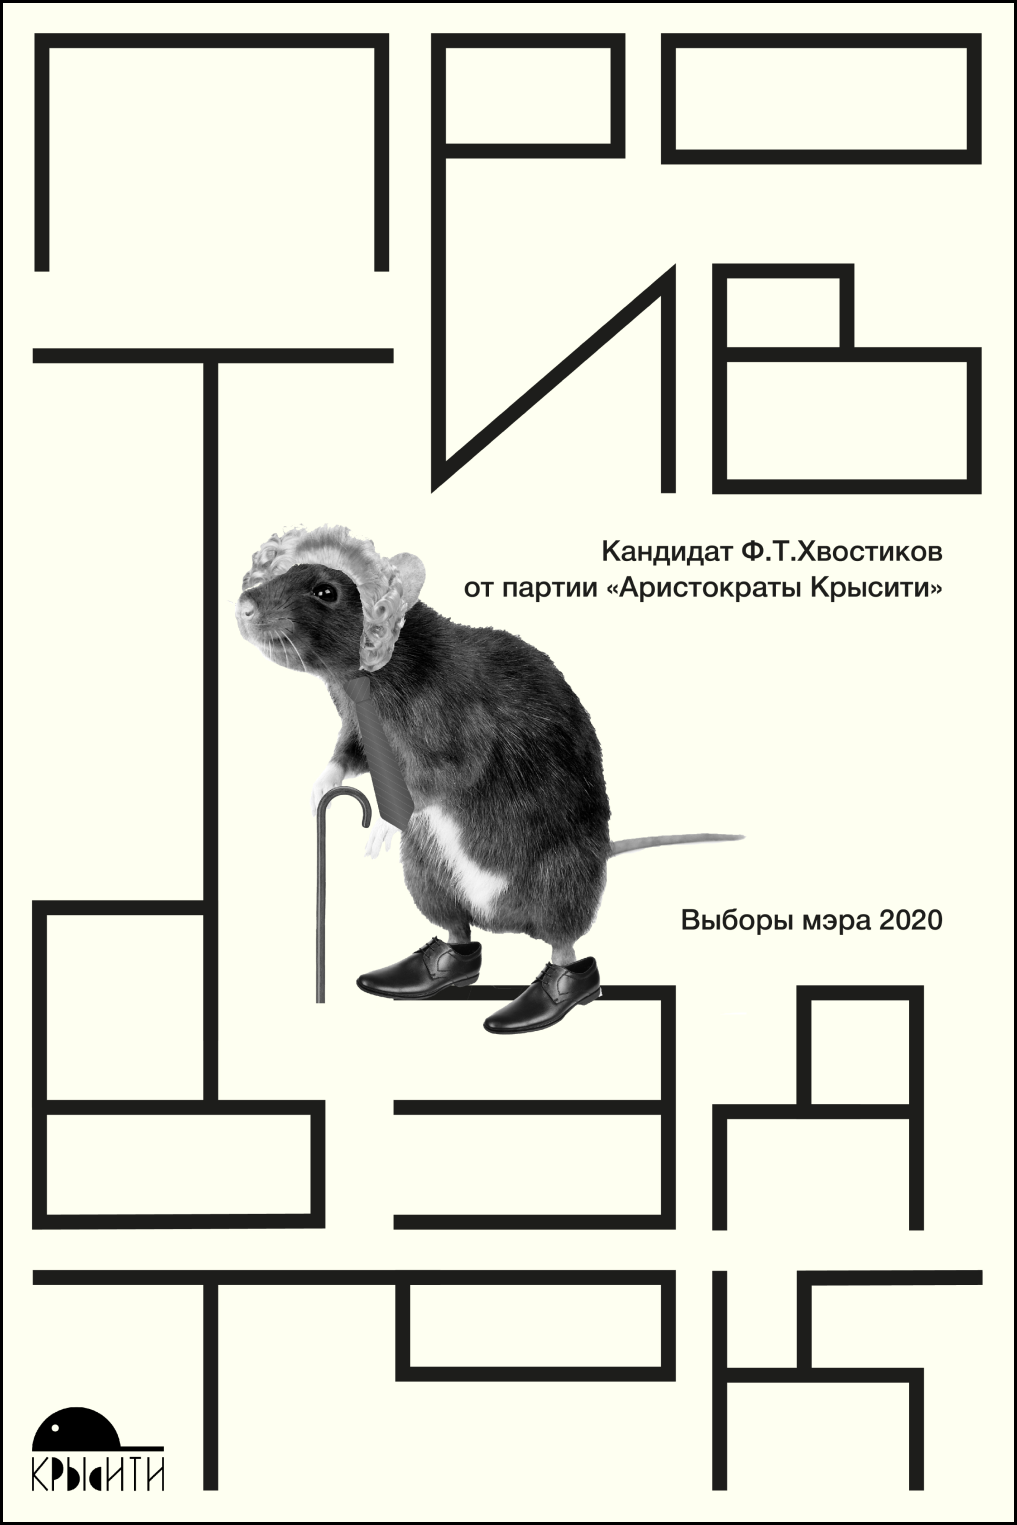 ПРО
ТИВ
Кандидат Ф.Т.Хвостиков
от партии «Аристократы Крысити»
Выборы мэра 2020
ВЗЯ
ТОК
КРЫСИТИ